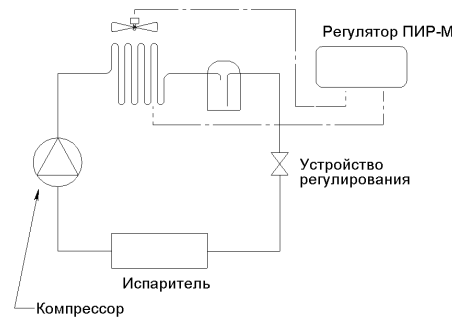 Регулятор ПИР-М
Устройство
регулирования
Испаритель
Компрессор